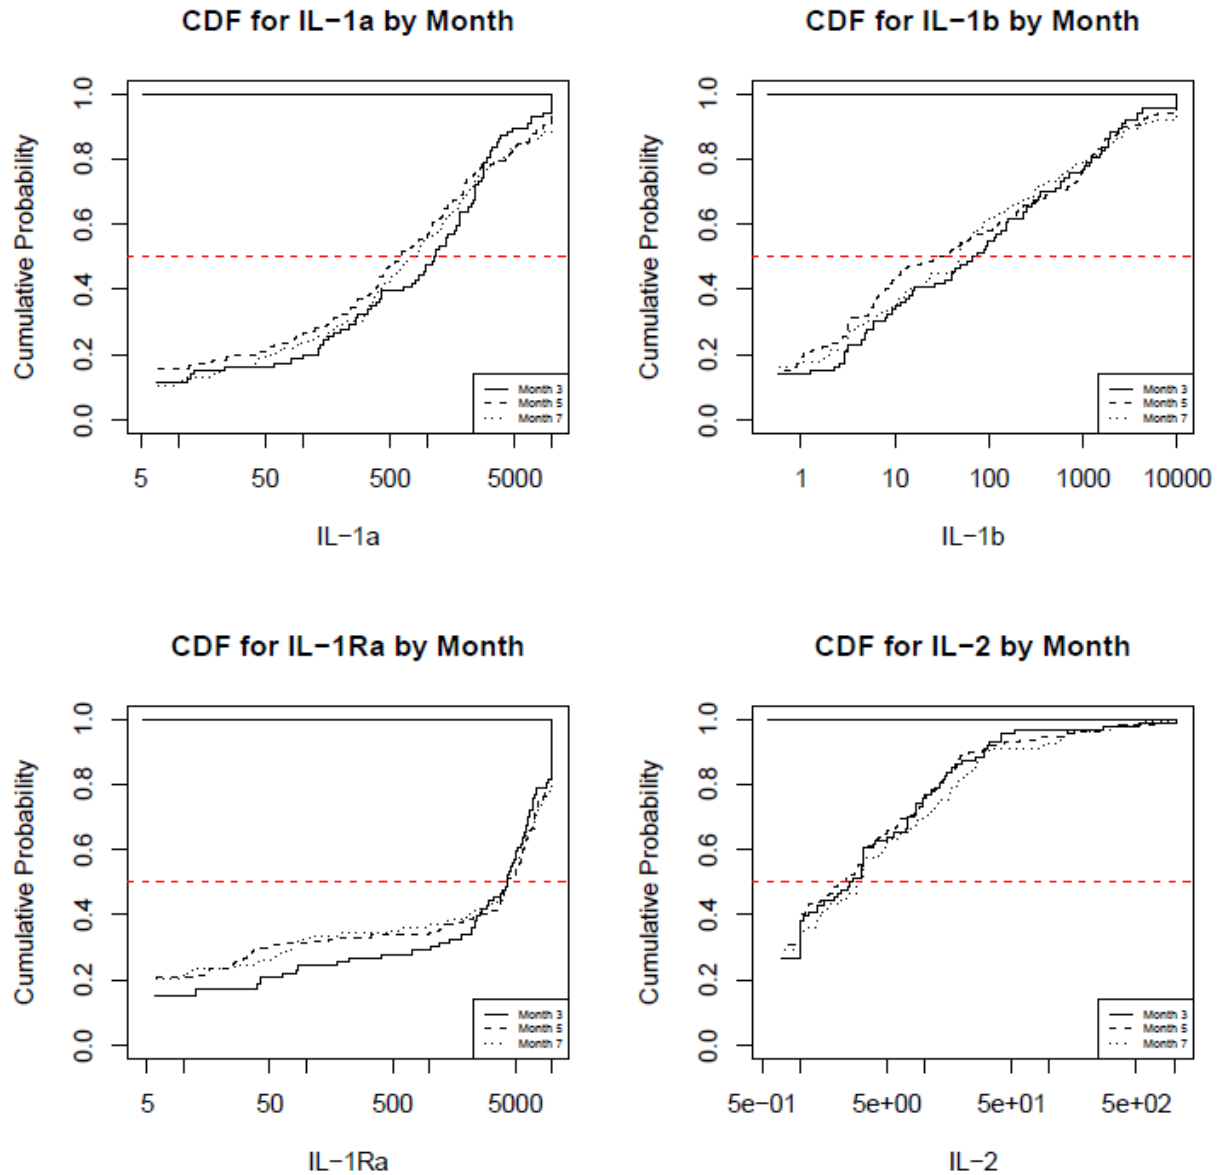 CDF for IL−1a by Month
Cumulative Probability
1.0
0.8
0.6
0.4
0.2
0.0
Month 3
Month 5
Month 7
5 50 500 5000
IL−1a
CDF for IL−1b by Month
Cumulative Probability
1.0
0.8
0.6
0.4
0.2
0.0
Month 3
Month 5
Month 7
1 10 100 1000 10000
IL−1b
CDF for IL−1Ra by Month
Cumulative Probability
1.0
0.8
0.6
0.4
0.2
0.0
Month 3
Month 5
Month 7
5 50 500 5000
IL−1Ra
CDF for IL−2 by Month
Cumulative Probability
1.0
0.8
0.6
0.4
0.2
0.0
Month 3
Month 5
Month 7
5e−01 5e+00 5e+01 5e+02
IL−2